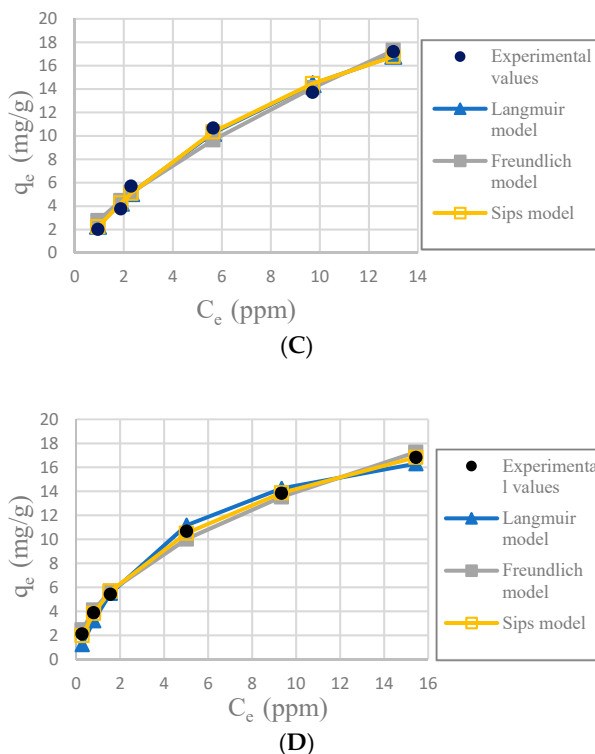 20
18
16
14
12
10
8
6
4
2
0
qe (mg/g)
0 2 4 6 8 10 12 14
Ce (ppm)
Experimental
values
Langmuir
model
Freundlich
model
Sips model
(C)
20
18
16
14
12
10
8
6
4
2
0
qe (mg/g)
0 2 4 6 8 10 12 14 16
Ce (ppm)
Experimenta
l values
Langmuir
model
Freundlich
model
Sips model
(D)